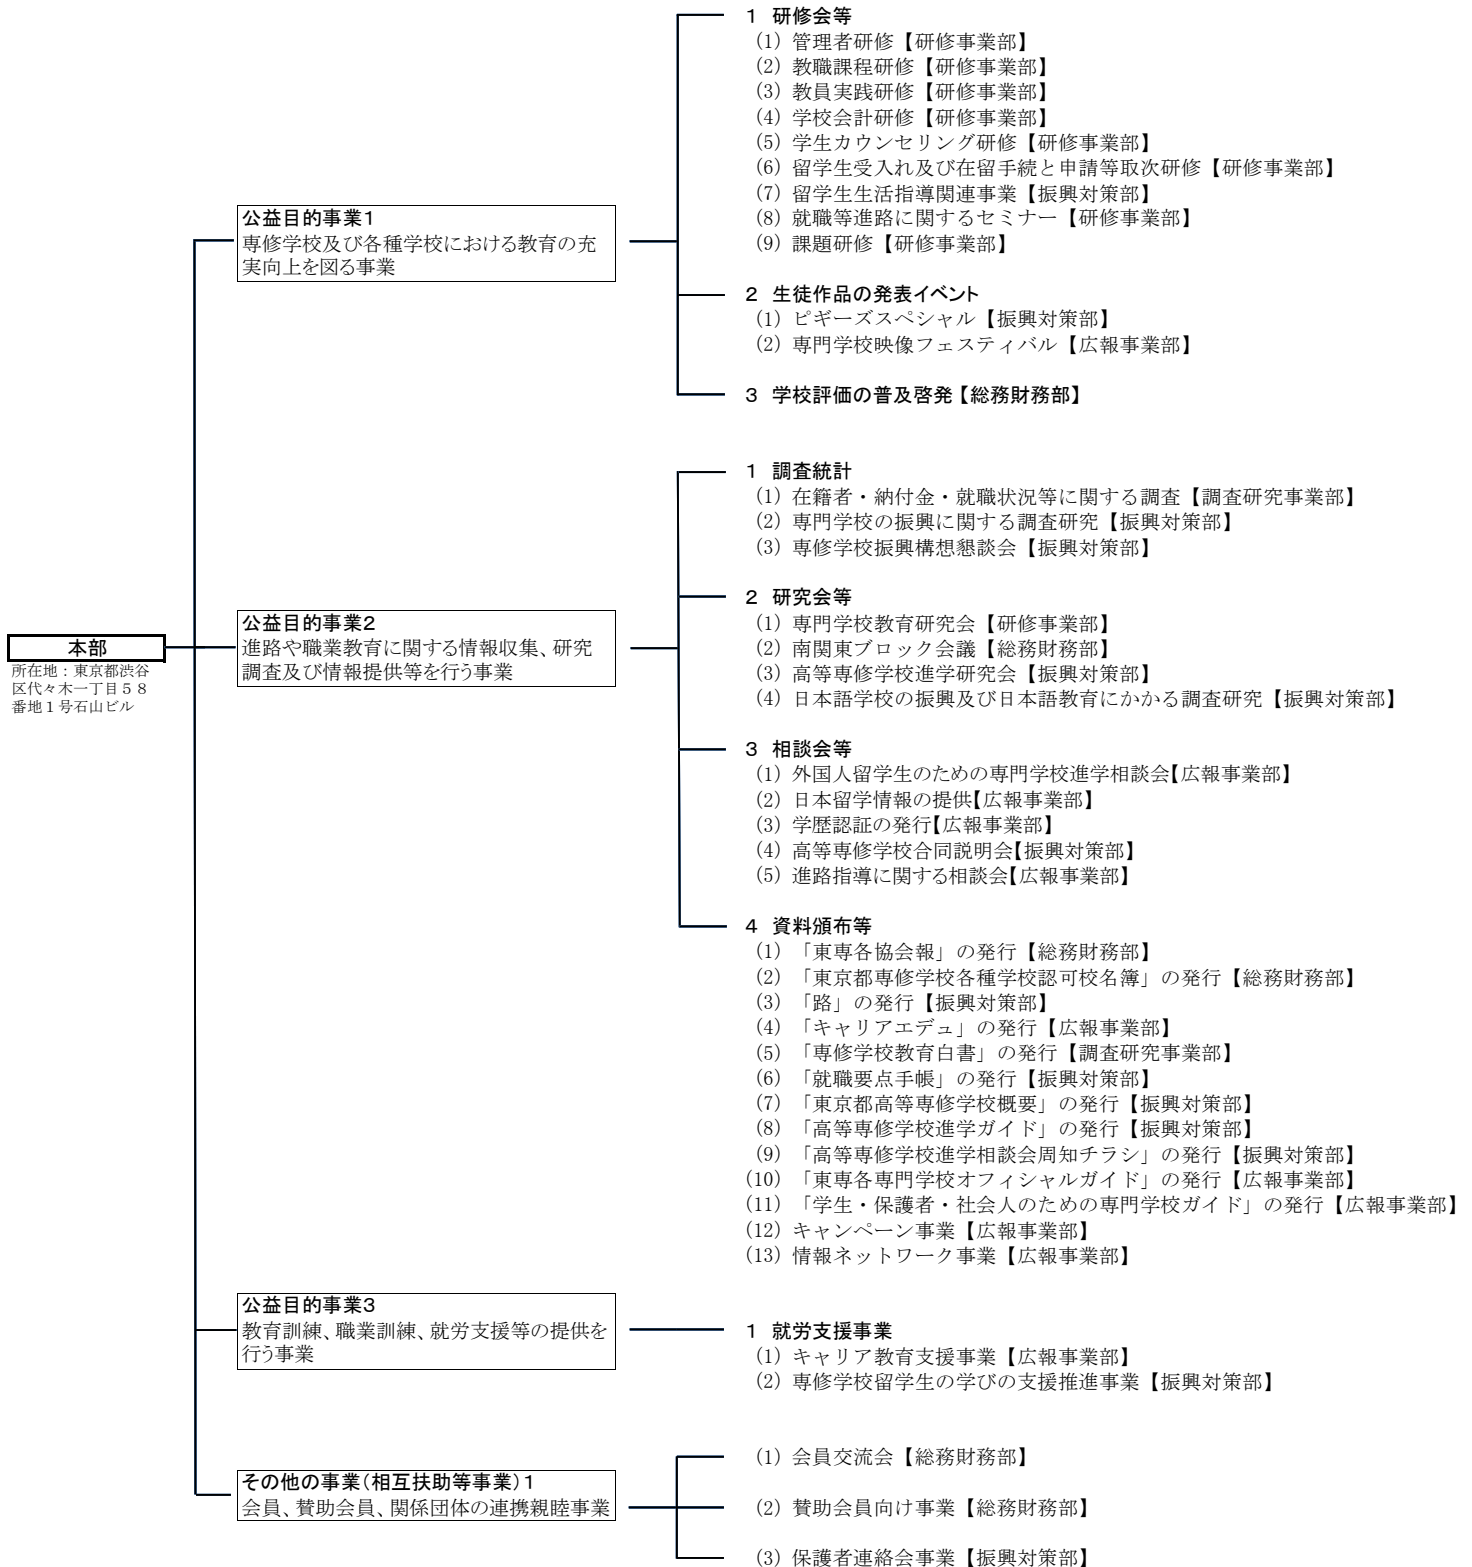 本部
所在地：東京都渋谷
区代々木一丁目５８
番地１号石山ビル
公益目的事業１
専修学校及び各種学校における教育の充
実向上を図る事業
１　研修会等
(1) 管理者研修【研修事業部】
(2) 教職課程研修【研修事業部】
(3) 教員実践研修【研修事業部】
(4) 学校会計研修【研修事業部】
(5) 学生カウンセリング研修【研修事業部】
(6) 留学生受入れ及び在留手続と申請等取次研修【研修事業部】
(7) 留学生生活指導関連事業【振興対策部】
(8) 就職等進路に関するセミナー【研修事業部】
(9) 課題研修【研修事業部】
２　生徒作品の発表イベント
(1) ピギーズスペシャル【振興対策部】
(2) 専門学校映像フェスティバル【広報事業部】
３　学校評価の普及啓発【総務財務部】
公益目的事業２
進路や職業教育に関する情報収集、研究
調査及び情報提供等を行う事業
１　調査統計
(1) 在籍者・納付金・就職状況等に関する調査【調査研究事業部】
(2) 専門学校の振興に関する調査研究【振興対策部】
(3) 専修学校振興構想懇談会【振興対策部】
２　研究会等
(1) 専門学校教育研究会【研修事業部】
(2) 南関東ブロック会議【総務財務部】
(3) 高等専修学校進学研究会【振興対策部】
(4) 日本語学校の振興及び日本語教育にかかる調査研究【振興対策部】
３　相談会等
(1) 外国人留学生のための専門学校進学相談会【広報事業部】
(2) 日本留学情報の提供【広報事業部】
(3) 学歴認証の発行【広報事業部】
(4) 高等専修学校合同説明会【振興対策部】
(5) 進路指導に関する相談会【広報事業部】
４　資料頒布等
(1) 「東専各協会報」の発行【総務財務部】
(2) 「東京都専修学校各種学校認可校名簿」の発行【総務財務部】
(3) 「路」の発行【振興対策部】
(4) 「キャリアエデュ」の発行【広報事業部】
(5) 「専修学校教育白書」の発行【調査研究事業部】
(6) 「就職要点手帳」の発行【振興対策部】
(7) 「東京都高等専修学校概要」の発行【振興対策部】
(8) 「高等専修学校進学ガイド」の発行【振興対策部】
(9) 「高等専修学校進学相談会周知チラシ」の発行【振興対策部】
(10) 「東専各専門学校オフィシャルガイド」の発行【広報事業部】
(11) 「学生・保護者・社会人のための専門学校ガイド」の発行【広報事業部】
(12) キャンペーン事業【広報事業部】
(13) 情報ネットワーク事業【広報事業部】
公益目的事業３
教育訓練、職業訓練、就労支援等の提供を
行う事業
１　就労支援事業
(1) キャリア教育支援事業【広報事業部】
(2) 専修学校留学生の学びの支援推進事業【振興対策部】
その他の事業（相互扶助等事業）１
会員、賛助会員、関係団体の連携親睦事業
(1) 会員交流会【総務財務部】
(2) 賛助会員向け事業【総務財務部】
(3) 保護者連絡会事業【振興対策部】